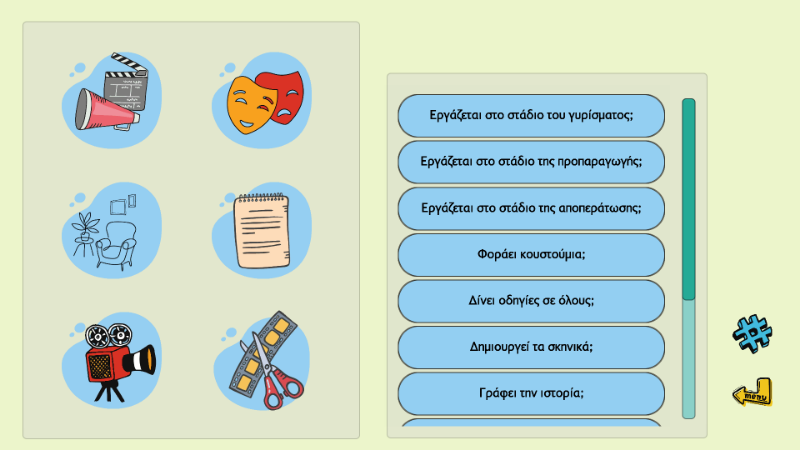 Εργάζεται στο στάδιο του γυρίσματος;
Εργάζεται στο στάδιο της προπαραγωγής;
Εργάζεται στο στάδιο της αποπεράτωσης;
Φοράει κουστούμια;
Δίνει οδηγίες σε όλους;
Δημιουργεί τα σκηνικά;
Γράφει την ιστορία;
menu